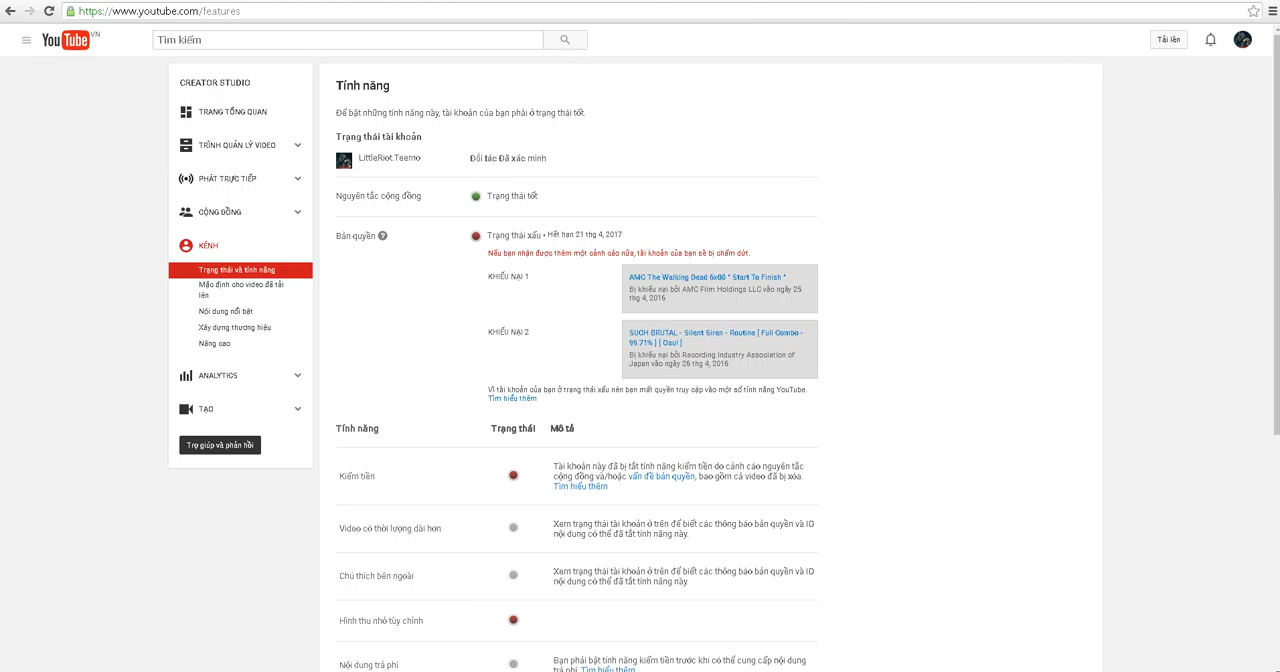 https://www.youtube.com/features
YouTube VN
Tìm kiếm
Tải lên
CREATOR STUDIO
TRANG TỔNG QUAN
TRÌNH QUẢN LÝ VIDEO
PHÁT TRỰC TIẾP
CỘNG ĐỒNG
KÊNH
Trạng thái và tính năng
Mặc định cho video đã tải
lên
Nội dung nổi bật
Xây dựng thương hiệu
Nâng cao
ANALYTICS
TẠO
Trợ giúp và phản hồi
Tính năng
Để bật những tính năng này, tài khoản của bạn phải ở trạng thái tốt.
Trạng thái tài khoản
LittleRiot.Teemo
Đối tác Đã xác minh
Nguyên tắc cộng đồng
Trạng thái tốt
Bản quyền ?
Trạng thái xấu • Hết hạn 21 thg 4, 2017
Nếu bạn nhận được thêm một cảnh cáo nữa, tài khoản của bạn sẽ bị chấm dứt.
KHIẾU NẠI 1
AMC The Walking Dead 6x08 " Start To Finish "
Bị khiếu nại bởi AMC Film Holdings LLC vào ngày 25
thg 4, 2016
KHIẾU NẠI 2
SUCH BRUTAL - Silent Siren - Routine [ Full Combo -
99.71% ] [ Osu! ]
Bị khiếu nại bởi Recording Industry Association of
Japan vào ngày 26 thg 4, 2016
Vì tài khoản của bạn ở trạng thái xấu nên bạn mất quyền truy cập vào một số tính năng YouTube.
Tìm hiểu thêm
Tính năng
Trạng thái
Mô tả
Kiếm tiền
Tài khoản này đã bị tắt tính năng kiếm tiền do cảnh cáo nguyên tắc
cộng đồng và/hoặc vấn đề bản quyền, bao gồm cả video đã bị xóa.
Tìm hiểu thêm
Video có thời lượng dài hơn
Xem trạng thái tài khoản ở trên để biết các thông báo bản quyền và ID
nội dung có thể đã tắt tính năng này.
Chú thích bên ngoài
Xem trạng thái tài khoản ở trên để biết các thông báo bản quyền và ID
nội dung có thể đã tắt tính năng này.
Hình thu nhỏ tùy chỉnh
Nội dung trả phí
Bạn phải bật tính năng kiếm tiền trước khi có thể cung cấp nội dung
trả phí. Tìm hiểu thêm